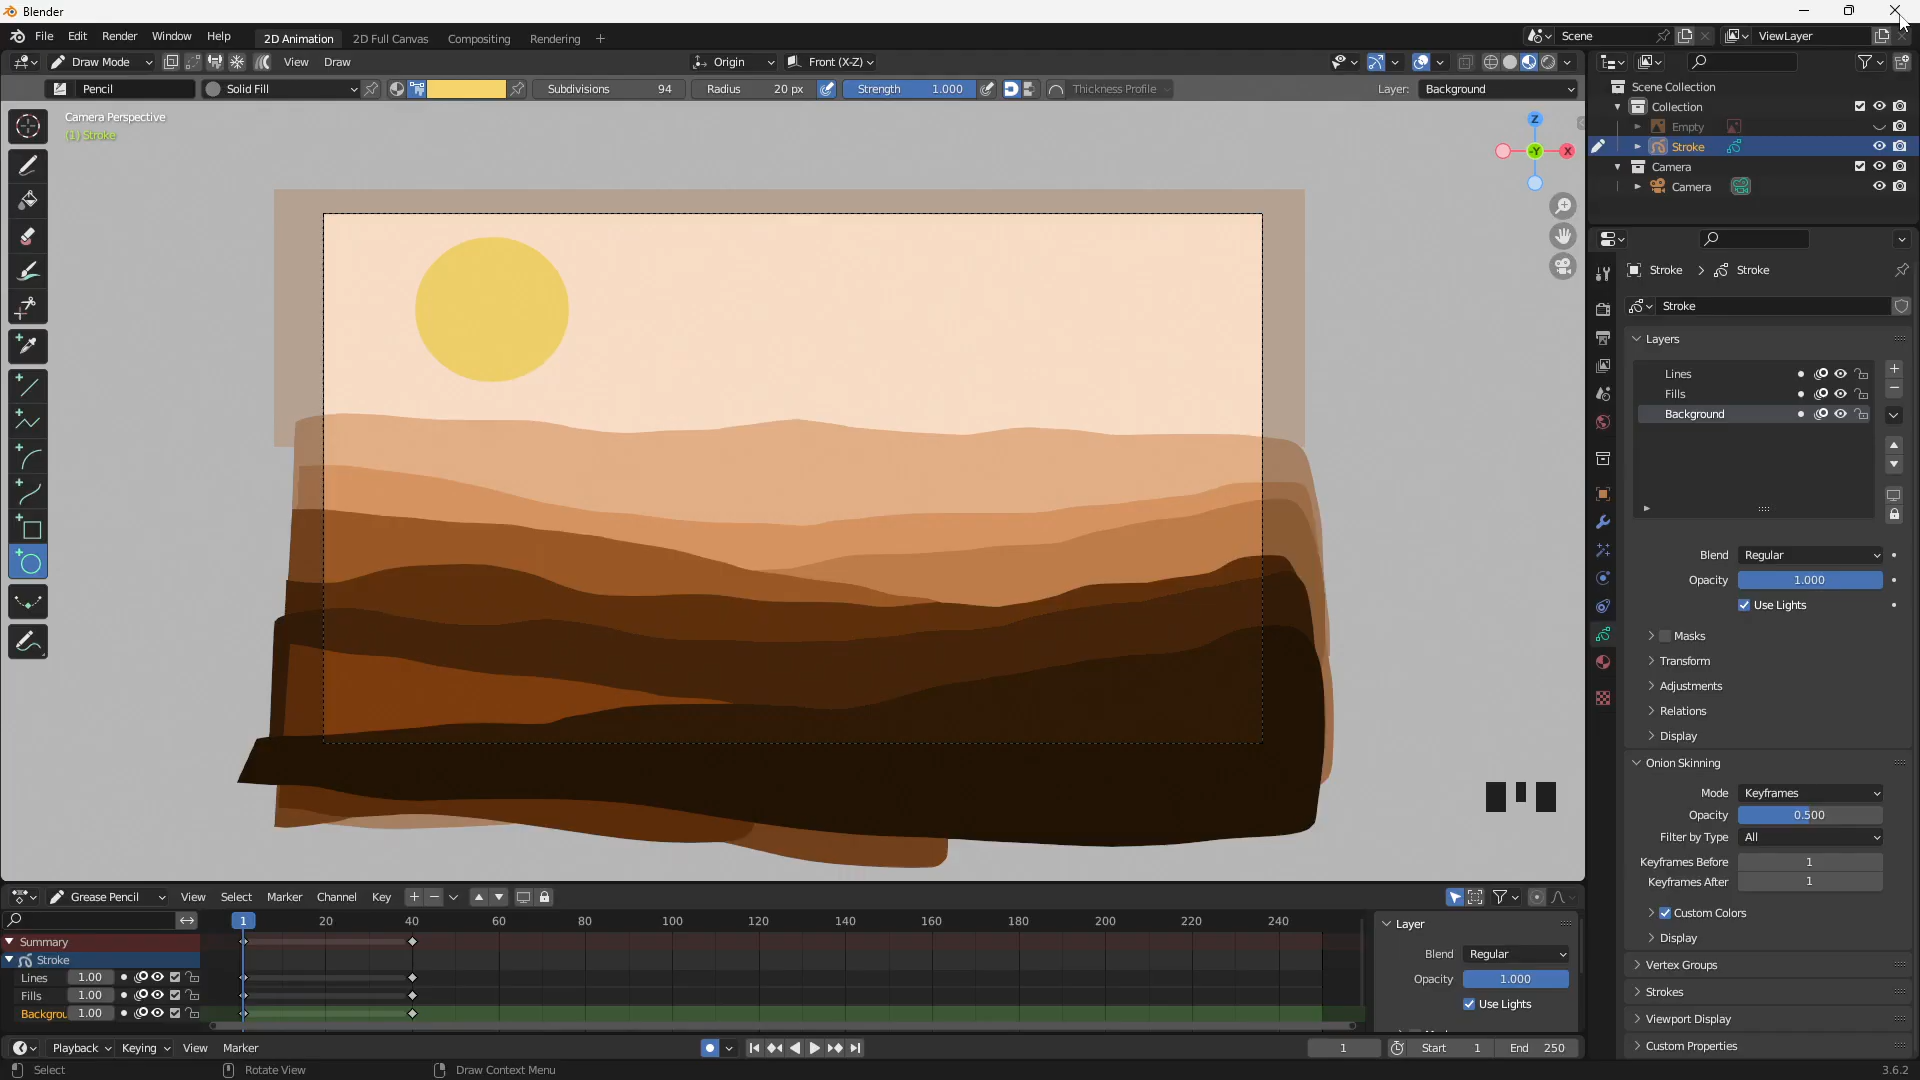 Blender
File Edit Render Window Help 2D Animation 2D Full Canvas Compositing Rendering + Scene ViewLayer
Draw Mode View Draw Origin Front (X-Z)
Pencil Solid Fill Subdivisions 94 Radius 20 px Strength 1.000 Thickness Profile Layer: Background
Camera Perspective
(1) Stroke
Z
-Y X
Scene Collection
Collection
Empty
Stroke
Camera
Camera
Stroke > Stroke
Stroke
Layers
Lines
Fills
Background
Blend Regular
Opacity 1.000
Use Lights
Masks
Transform
Adjustments
Relations
Display
Onion Skinning
Mode Keyframes
Opacity 0.500
Filter by Type All
Keyframes Before 1
Keyframes After 1
Custom Colors
Display
Vertex Groups
Strokes
Viewport Display
Custom Properties
Grease Pencil View Select Marker Channel Key
1 20 40 60 80 100 120 140 160 180 200 220 240
Summary
Stroke
Lines 1.00
Fills 1.00
Backgrou 1.00
Layer
Blend Regular
Opacity 1.000
Use Lights
Playback Keying View Marker 1 Start 1 End 250
Select Rotate View Draw Context Menu 3.6.2